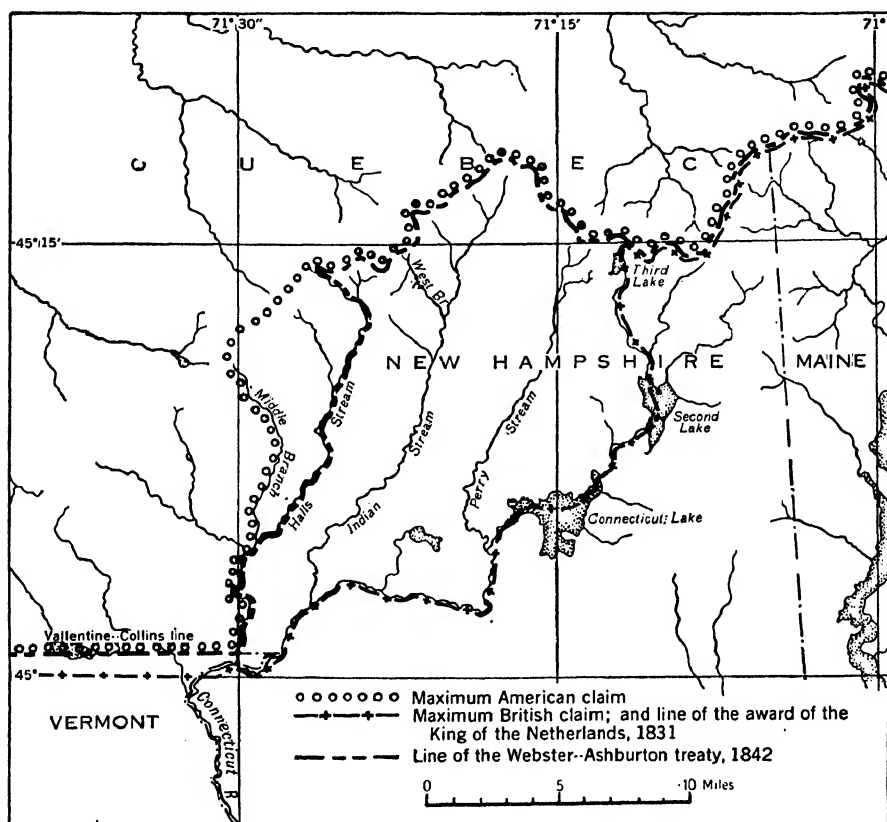 71° 30"
71° 15'
71°
QUEBEC
45° 15'
West Br
Third
Lake
NEW HAMPSHIRE
MAINE
Middle
Branch
Halls
Stream
Indian
Stream
Perry
Stream
Second
Lake
Connecticut: Lake
Vallentine--Collins line
45°
VERMONT
Connecticut R
Maximum American claim
Maximum British claim; and line of the award of the
King of the Netherlands, 1831
Line of the Webster--Ashburton treaty, 1842
0 5 10 Miles